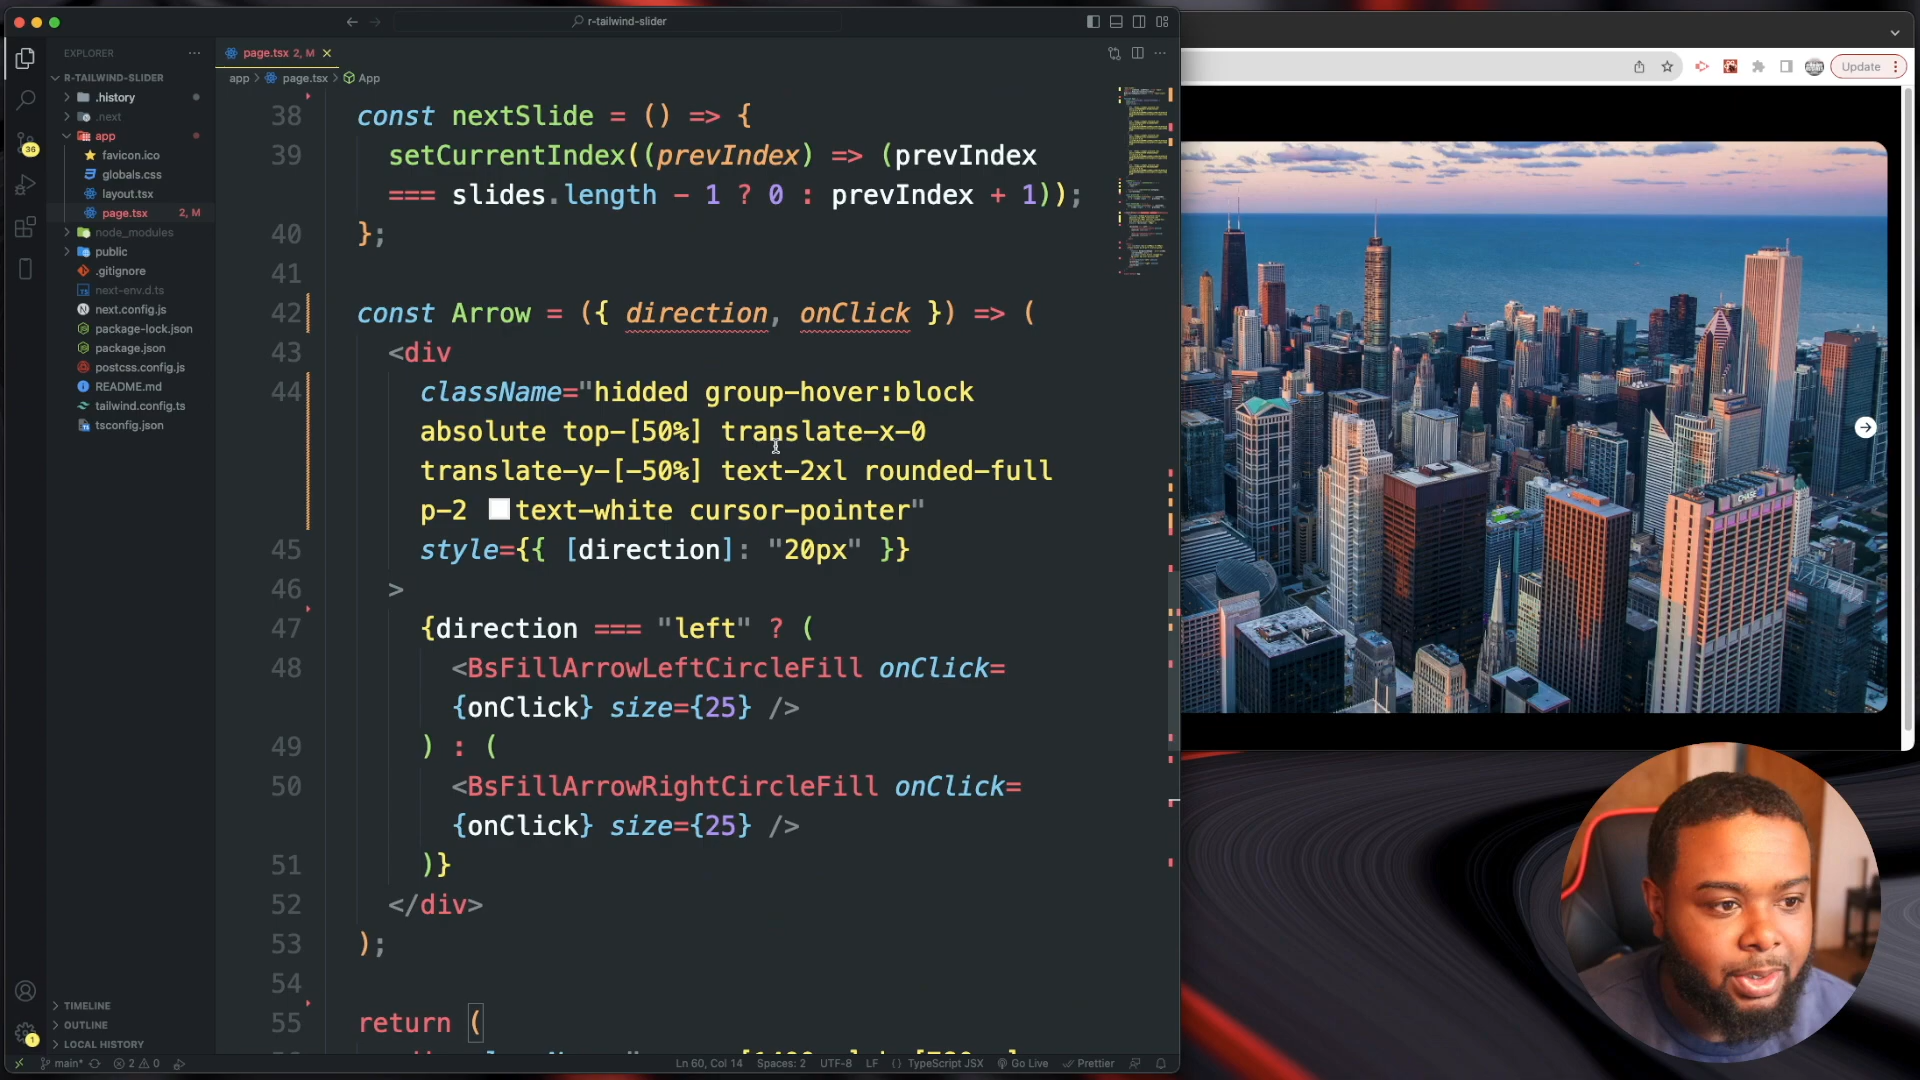 r-tailwind-slider
EXPLORER
page.tsx 2, M
Update
app > page.tsx > App
R-TAILWIND-SLIDER
.history
.next
app
favicon.ico
globals.css
layout.tsx
page.tsx 2, M
node_modules
public
.gitignore
next-env.d.ts
next.config.js
package-lock.json
package.json
postcss.config.js
README.md
tailwind.config.ts
tsconfig.json
36
38 const nextSlide = () => {
39 setCurrentIndex((prevIndex) => (prevIndex
=== slides.length - 1 ? 0 : prevIndex + 1));
40 };
41
42 const Arrow = ({ direction, onClick }) => (
43 <div
44 className="hidded group-hover:block
absolute top-[50%] translate-x-0
translate-y-[-50%] text-2xl rounded-full
p-2 text-white cursor-pointer"
45 style={{ [direction]: "20px" }}
46 >
47 {direction === "left" ? (
48 <BsFillArrowLeftCircleFill onClick=
{onClick} size={25} />
49 ) : (
50 <BsFillArrowRightCircleFill onClick=
{onClick} size={25} />
51 )}
52 </div>
53 );
54
55 return (
TIMELINE
OUTLINE
LOCAL HISTORY
1
CHASE
main* 2 0
Ln 60, Col 14 Spaces: 2 UTF-8 LF {} TypeScript JSX Go Live Prettier